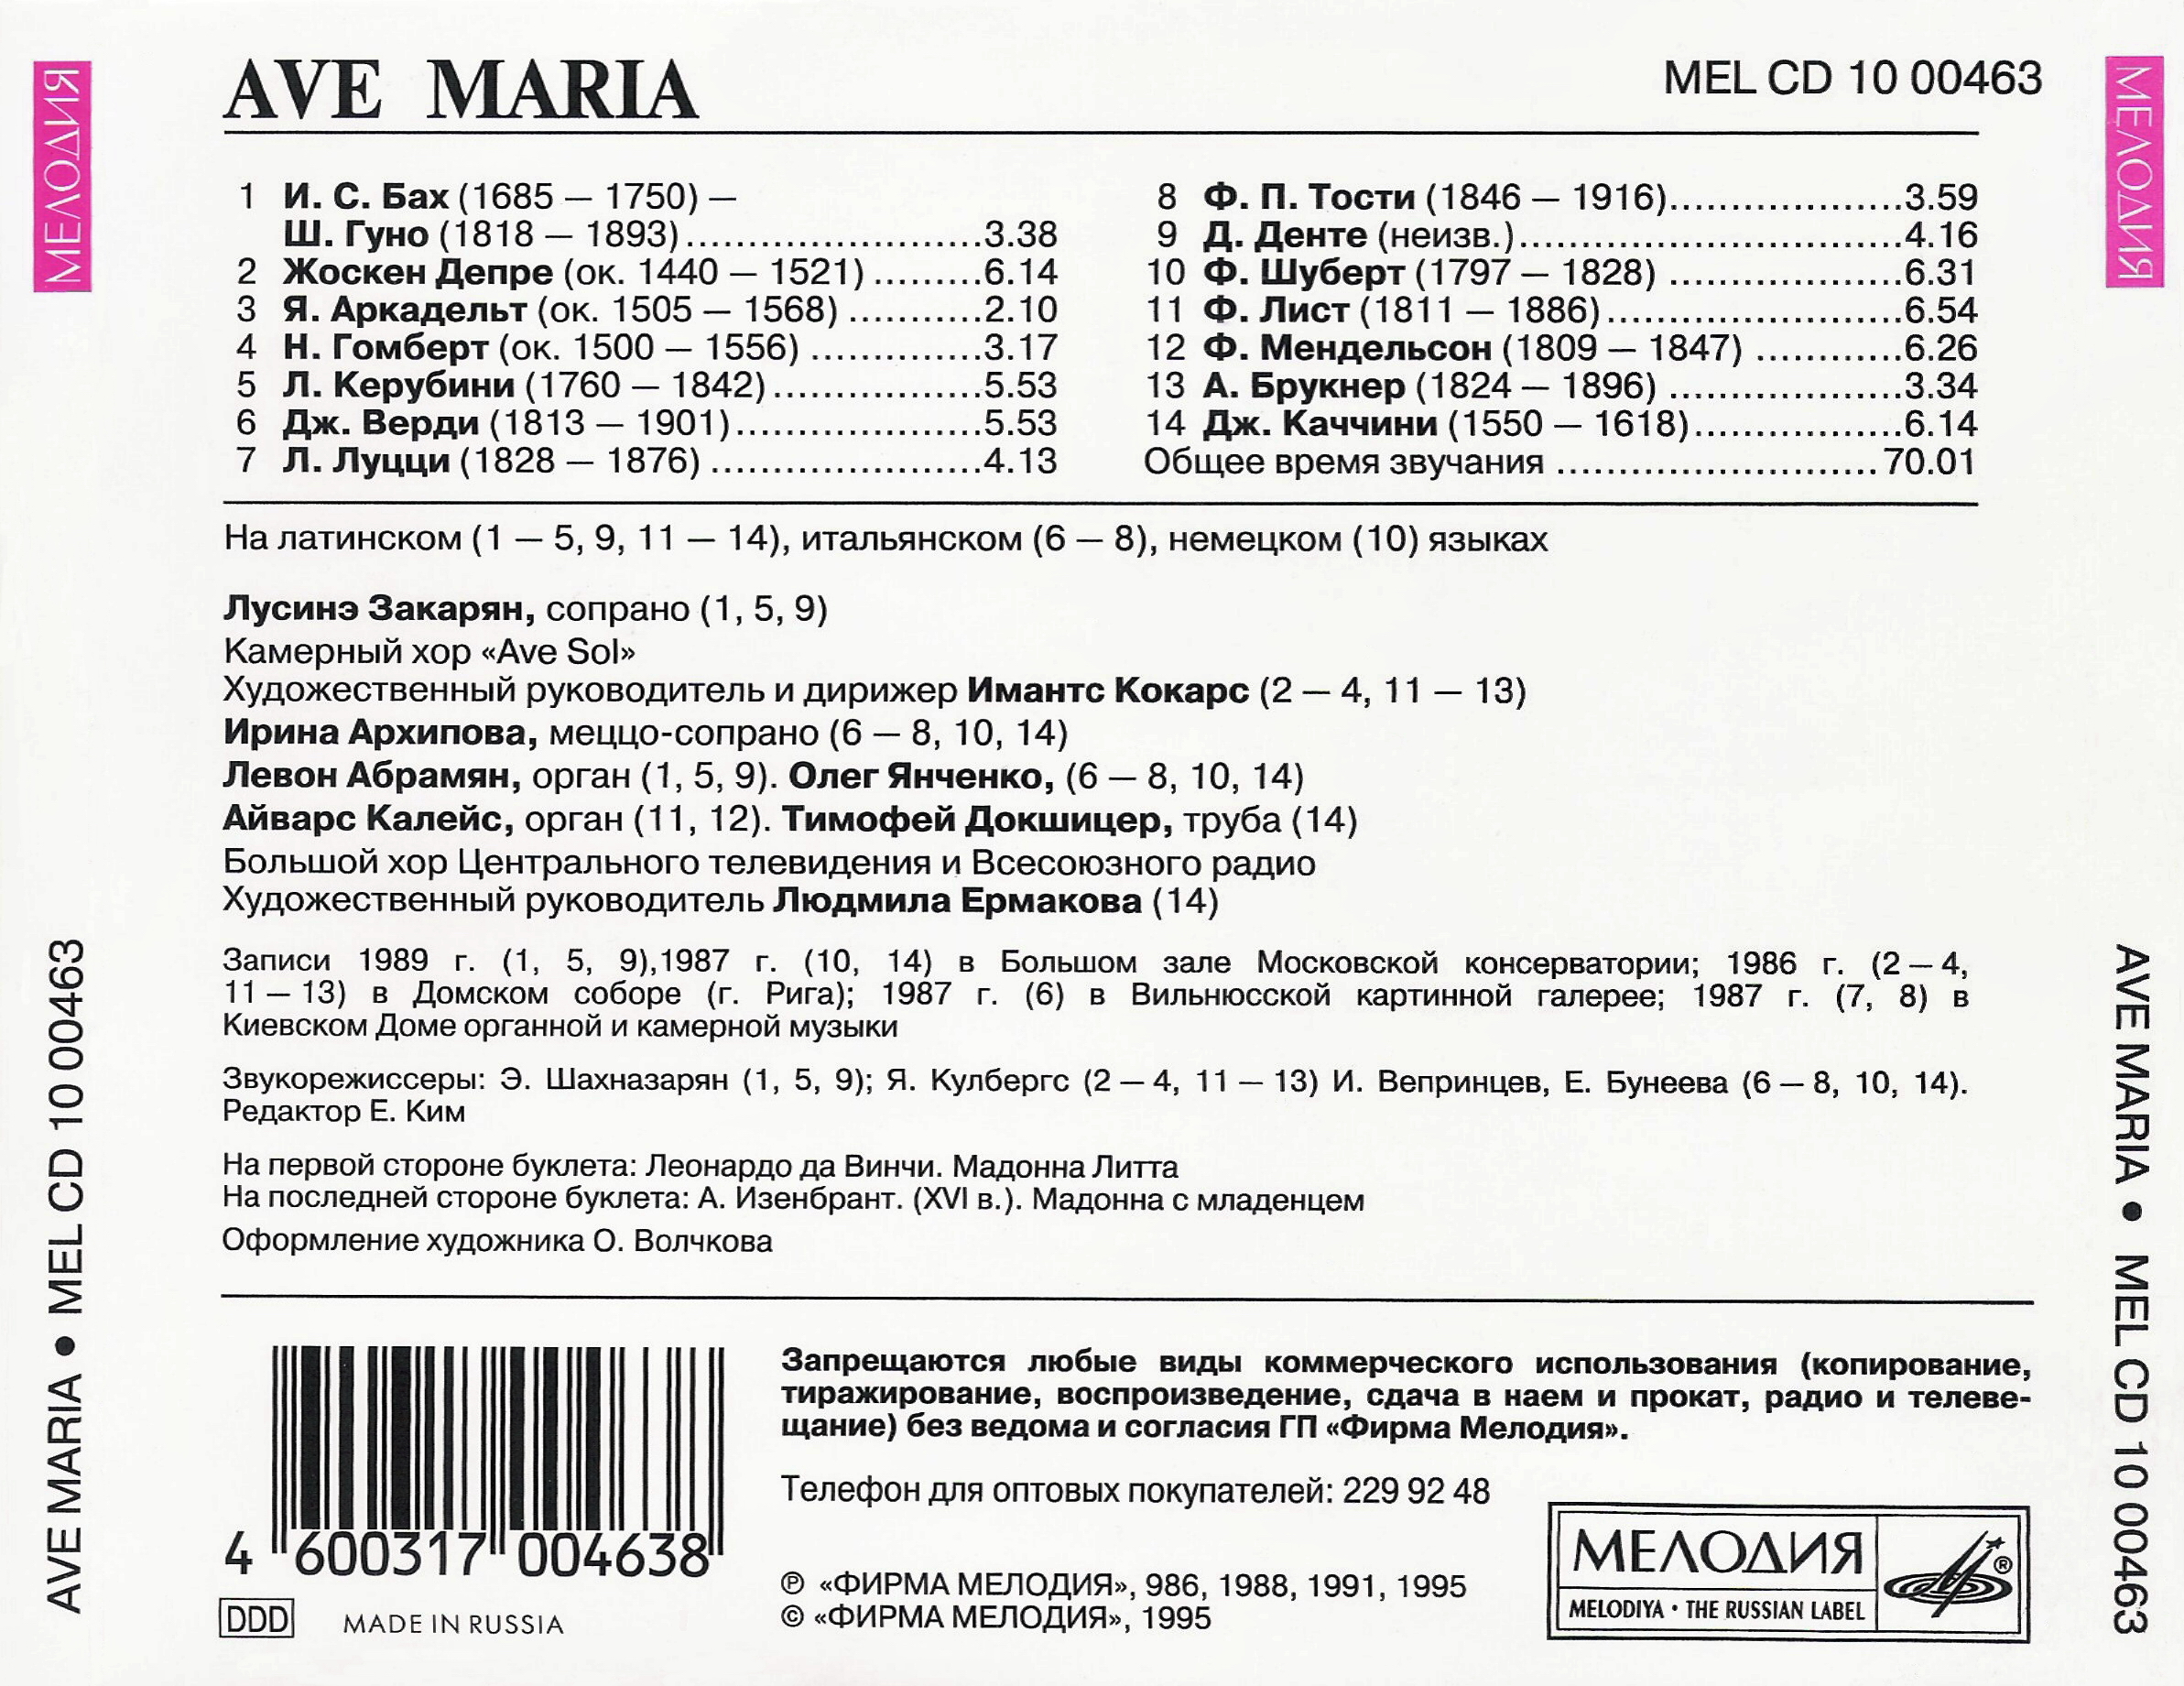 МЕЛОДИЯ
AVE MARIA • MEL CD 10 00463
AVE MARIA
MEL CD 10 00463
1 И. С. Бах (1685 — 1750) —
Ш. Гуно (1818 — 1893)........................3.38
2 Жоскен Депре (ок. 1440 — 1521) .........6.14
3 Я. Аркадельт (ок. 1505 — 1568) ...........2.10
4 Н. Гомберт (ок. 1500 — 1556) ..............3.17
5 Л. Керубини (1760 — 1842).................5.53
6 Дж. Верди (1813 — 1901)....................5.53
7 Л. Луцци (1828 — 1876) ......................4.13
8 Ф. П. Тости (1846 — 1916)...................3.59
9 Д. Денте (неизв.)...............................4.16
10 Ф. Шуберт (1797 — 1828) ...................6.31
11 Ф. Лист (1811 — 1886)........................6.54
12 Ф. Мендельсон (1809 — 1847) ............6.26
13 А. Брукнер (1824 — 1896) ...................3.34
14 Дж. Каччини (1550 — 1618).................6.14
Общее время звучания ..........................70.01
На латинском (1 — 5, 9, 11 — 14), итальянском (6 — 8), немецком (10) языках
Лусинэ Закарян, сопрано (1, 5, 9)
Камерный хор «Ave Sol»
Художественный руководитель и дирижер Имантс Кокарс (2 — 4, 11 — 13)
Ирина Архипова, меццо-сопрано (6 — 8, 10, 14)
Левон Абрамян, орган (1, 5, 9). Олег Янченко, (6 — 8, 10, 14)
Айварс Калейс, орган (11, 12). Тимофей Докшицер, труба (14)
Большой хор Центрального телевидения и Всесоюзного радио
Художественный руководитель Людмила Ермакова (14)
Записи 1989 г. (1, 5, 9),1987 г. (10, 14) в Большом зале Московской консерватории; 1986 г. (2 — 4,
11 — 13) в Домском соборе (г. Рига); 1987 г. (6) в Вильнюсской картинной галерее; 1987 г. (7, 8) в
Киевском Доме органной и камерной музыки
Звукорежиссеры: Э. Шахназарян (1, 5, 9); Я. Кулбергс (2 — 4, 11 — 13) И. Вепринцев, Е. Бунеева (6 — 8, 10, 14).
Редактор Е. Ким
На первой стороне буклета: Леонардо да Винчи. Мадонна Литта
На последней стороне буклета: А. Изенбрант. (XVI в.). Мадонна с младенцем
Оформление художника О. Волчкова
4 600317 004638
DDD MADE IN RUSSIA
Запрещаются любые виды коммерческого использования (копирование,
тиражирование, воспроизведение, сдача в наем и прокат, радио и телеве-
щание) без ведома и согласия ГП «Фирма Мелодия».
Телефон для оптовых покупателей: 229 92 48
℗ «ФИРМА МЕЛОДИЯ», 986, 1988, 1991, 1995
© «ФИРМА МЕЛОДИЯ», 1995
МЕЛОДИЯ ®
MELODIYA • THE RUSSIAN LABEL
МЕЛОДИЯ
AVE MARIA • MEL CD 10 00463